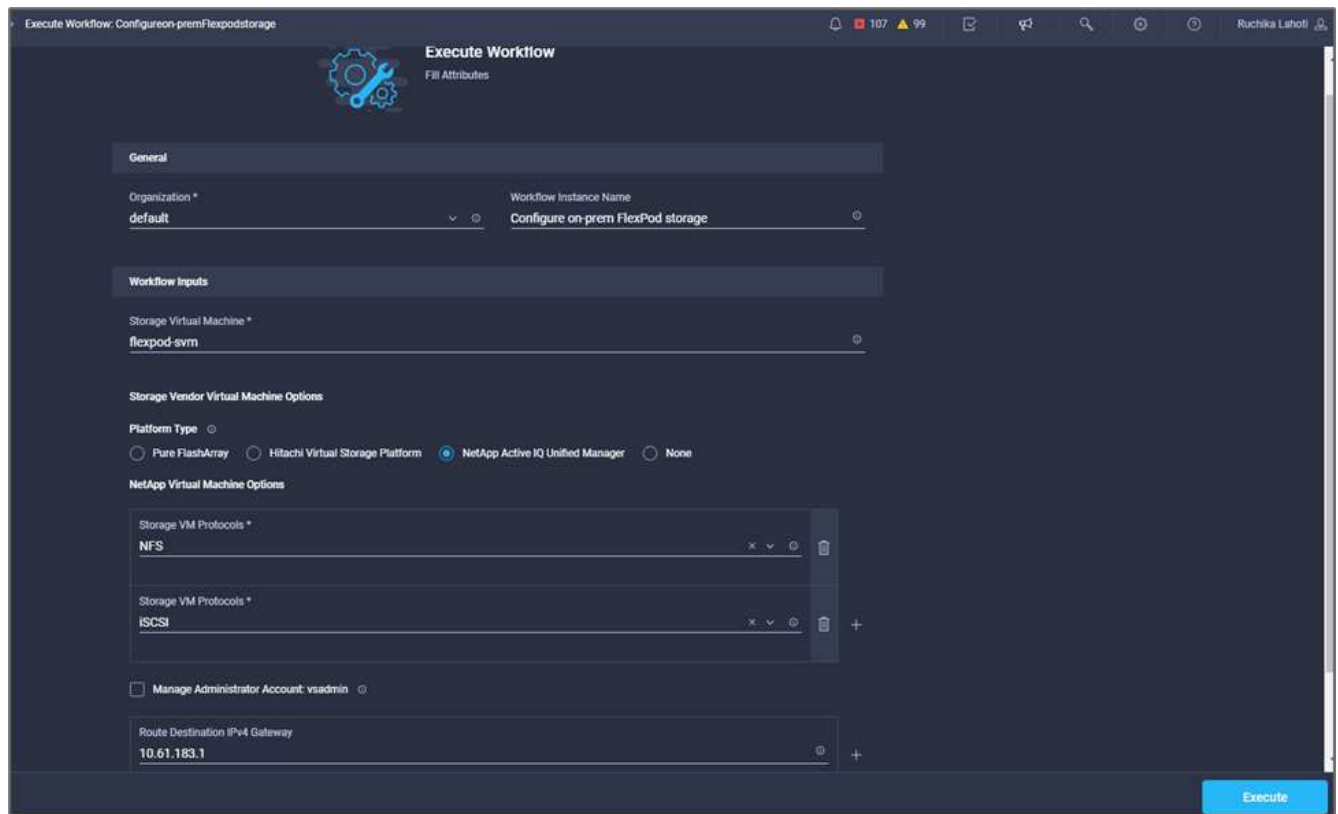 Execute Workflow: Configureon-premFlexpodstorage 107 99 Ruchika Lahoti
Execute Workflow
Fill Attributes
General
Organization * Workflow Instance Name
default Configure on-prem FlexPod storage
Workflow Inputs
Storage Virtual Machine *
flexpod-svm
Storage Vendor Virtual Machine Options
Platform Type
Pure FlashArray Hitachi Virtual Storage Platform NetApp Active IQ Unified Manager None
NetApp Virtual Machine Options
Storage VM Protocols *
NFS
Storage VM Protocols *
iSCSI
Manage Administrator Account: vsadmin
Route Destination IPv4 Gateway
10.61.183.1
Execute